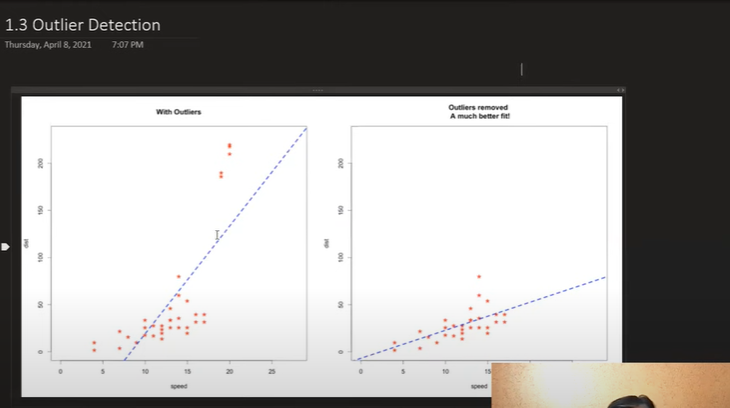 1.3 Outlier Detection
Thursday, April 8, 2021 7:07 PM
With Outliers
200
150
100
50
0
dist
0 5 10 15 20 25
speed
Outliers removed
A much better fit!
200
150
100
50
0
dist
0 5 10 15
speed